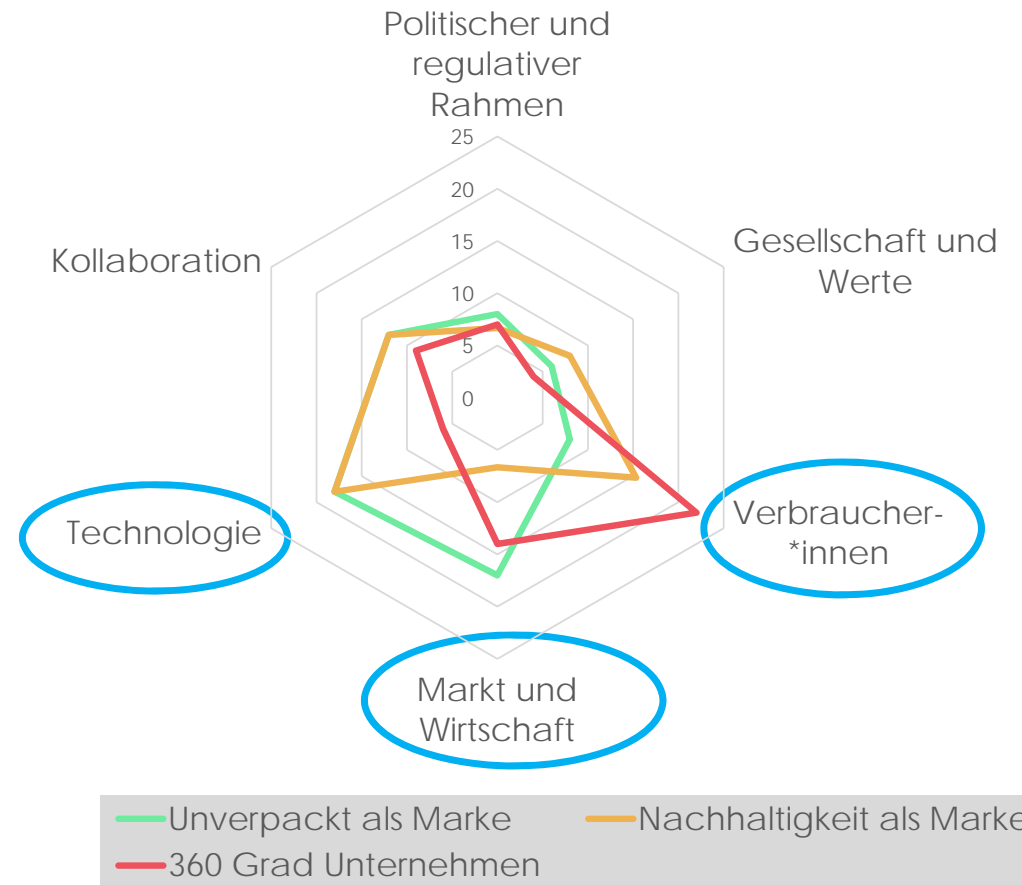 Politischer und
regulativer
Rahmen
25
20
15
10
5
0
Gesellschaft und
Werte
Verbraucher-
*innen
Markt und
Wirtschaft
Technologie
Kollaboration
Unverpackt als Marke
Nachhaltigkeit als Marke
360 Grad Unternehmen